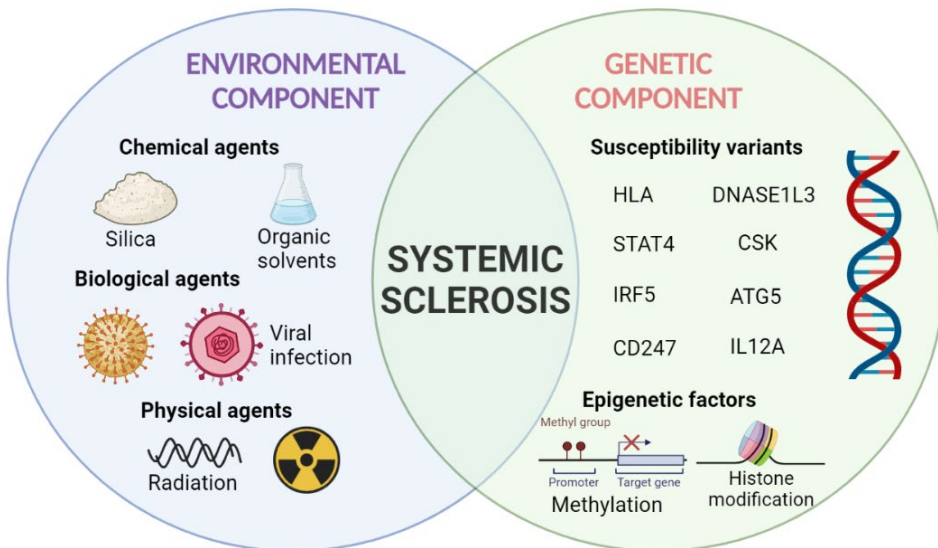 ENVIRONMENTAL
COMPONENT
Chemical agents
Silica
Organic
solvents
Biological agents
Viral
infection
Physical agents
Radiation
SYSTEMIC
SCLEROSIS
GENETIC
COMPONENT
Susceptibility variants
HLA
DNASE1L3
STAT4
CSK
IRF5
ATG5
CD247
IL12A
Epigenetic factors
Methyl group
Promoter
Target gene
Methylation
Histone
modification